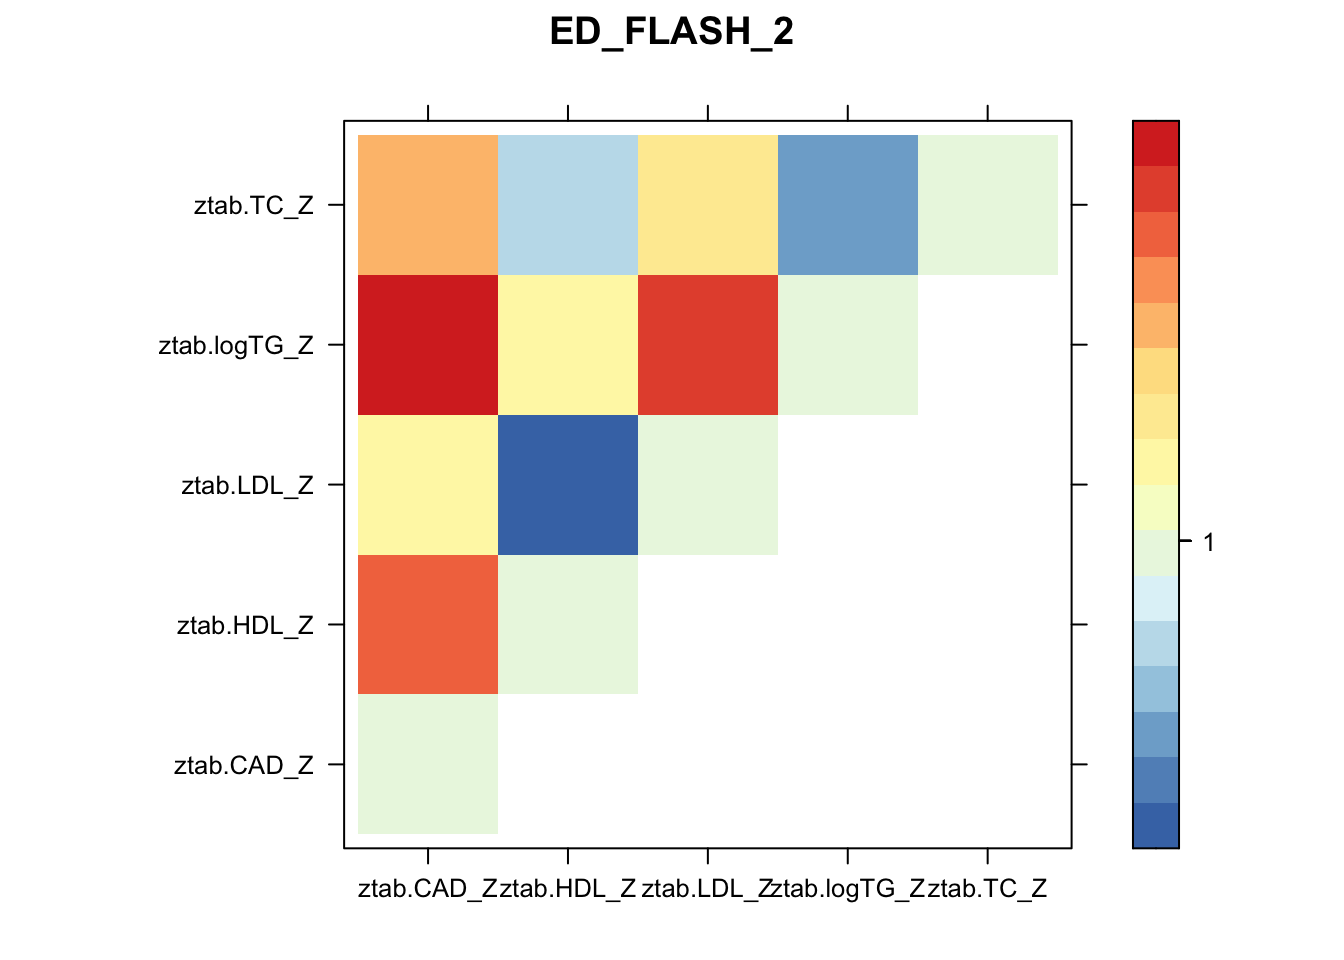 ED_FLASH_2
ztab.TC_Z
ztab.logTG_Z
ztab.LDL_Z
ztab.HDL_Z
ztab.CAD_Z
1
ztab.CAD_Z ztab.HDL_Z ztab.LDL_Z ztab.logTG_Z ztab.TC_Z